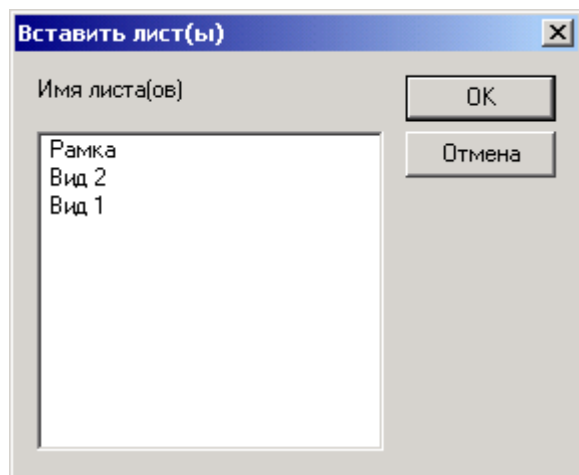 Вставить лист(ы)
Имя листа(ов)
OK
Рамка
Отмена
Вид 2
Вид 1